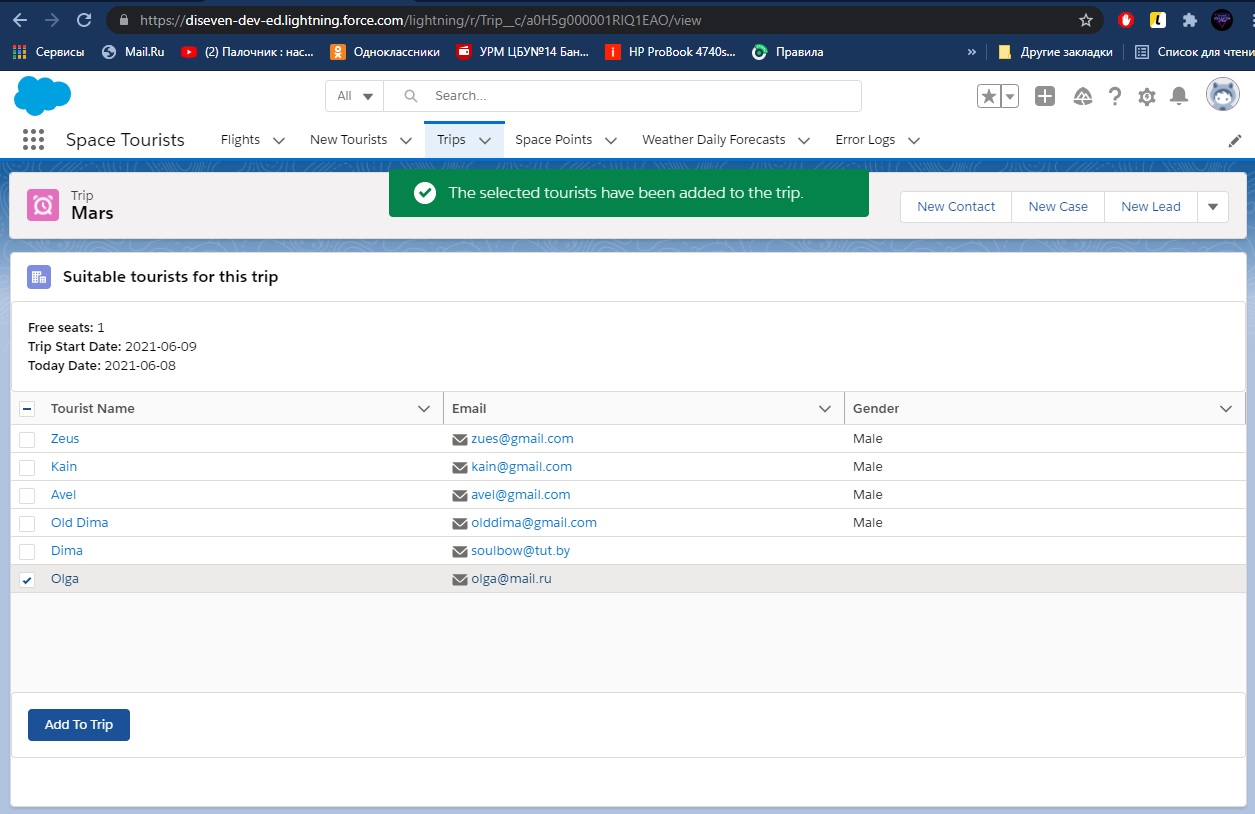 https://diseven-dev-ed.lightning.force.com/lightning/r/Trip__c/a0H5g000001RIQ1EAO/view
Сервисы Mail.Ru (2) Палочник : нас... Одноклассники УРМ ЦБУ№14 Бан... HP ProBook 4740s... Правила » Другие закладки Список для чтени
All Search...
Space Tourists Flights New Tourists Trips Space Points Weather Daily Forecasts Error Logs
Trip
Mars
The selected tourists have been added to the trip.
New Contact New Case New Lead
Suitable tourists for this trip
Free seats: 1
Trip Start Date: 2021-06-09
Today Date: 2021-06-08
Tourist Name Email Gender
Zeus zues@gmail.com Male
Kain kain@gmail.com Male
Avel avel@gmail.com Male
Old Dima olddima@gmail.com Male
Dima soulbow@tut.by
Olga olga@mail.ru
Add To Trip